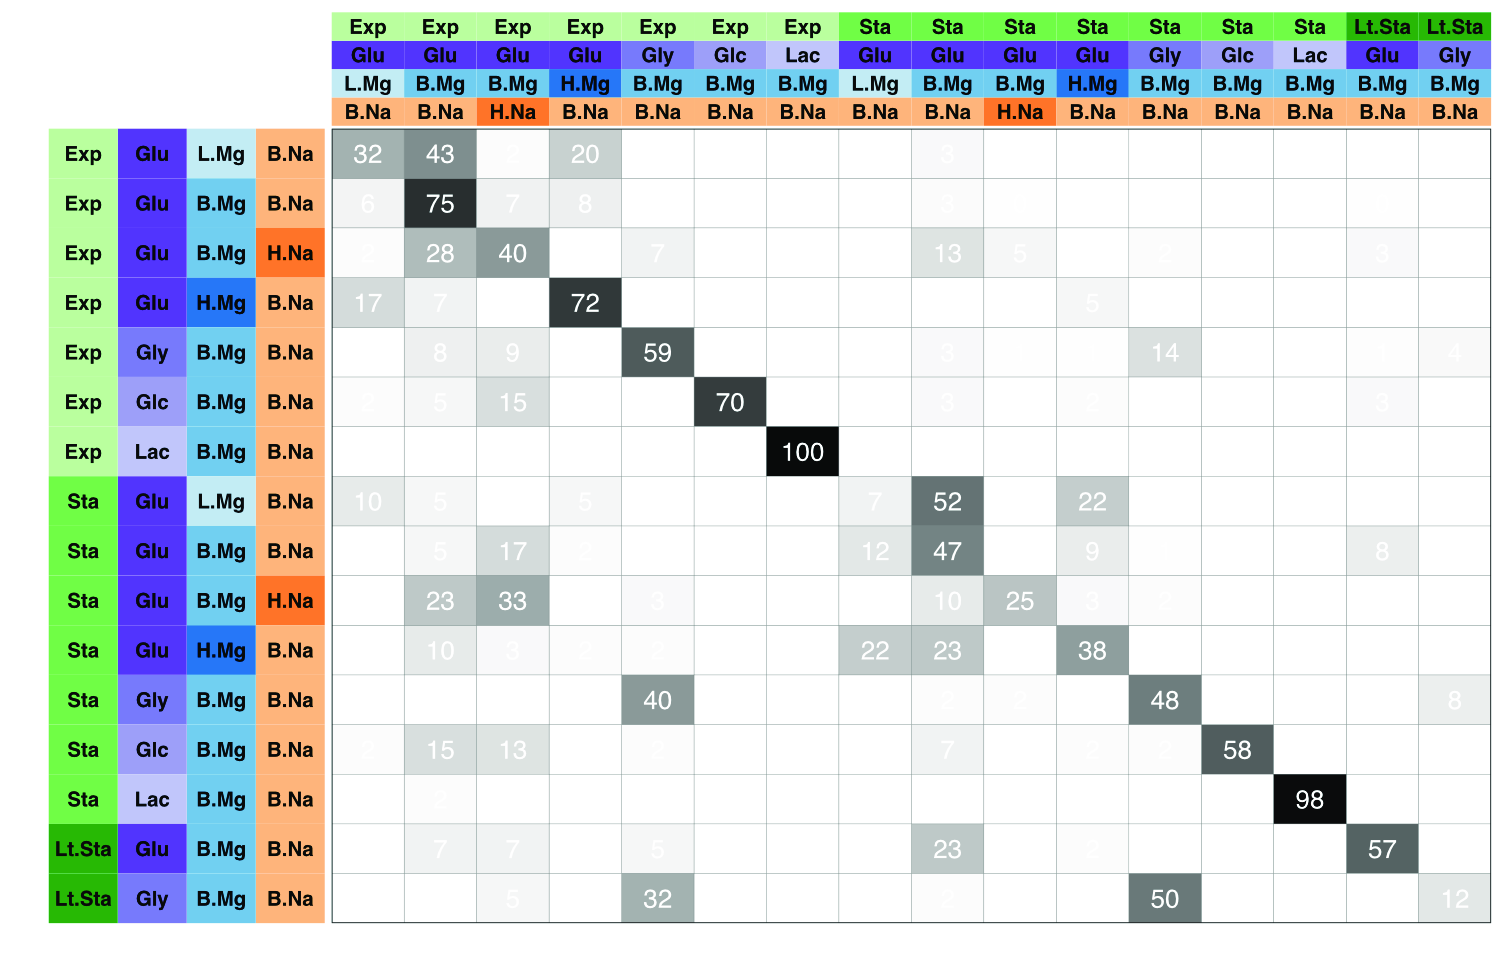 Exp Exp Exp Exp Exp Exp Exp Sta Sta Sta Sta Sta Sta Sta Lt.Sta Lt.Sta
Glu Glu Glu Glu Gly Glc Lac Glu Glu Glu Glu Gly Glc Lac Glu Gly
L.Mg B.Mg B.Mg H.Mg B.Mg B.Mg B.Mg L.Mg B.Mg B.Mg H.Mg B.Mg B.Mg B.Mg B.Mg B.Mg
B.Na B.Na H.Na B.Na B.Na B.Na B.Na B.Na B.Na H.Na B.Na B.Na B.Na B.Na B.Na B.Na
Exp Glu L.Mg B.Na 32 43 2 20 3
Exp Glu B.Mg B.Na 6 75 7 8 3
Exp Glu B.Mg H.Na 2 28 40 7 13 5 3
Exp Glu H.Mg B.Na 17 7 72 5
Exp Gly B.Mg B.Na 8 9 59 3 14 1 4
Exp Glc B.Mg B.Na 2 5 15 70 3 2 3
Exp Lac B.Mg B.Na 100
Sta Glu L.Mg B.Na 10 5 5 7 52 22
Sta Glu B.Mg B.Na 5 17 2 12 47 9 8
Sta Glu B.Mg H.Na 23 33 3 10 25 3 2
Sta Glu H.Mg B.Na 10 3 2 2 22 23 38
Sta Gly B.Mg B.Na 40 2 2 48 8
Sta Glc B.Mg B.Na 2 15 13 2 7 2 2 58
Sta Lac B.Mg B.Na 2 98
Lt.Sta Glu B.Mg B.Na 7 7 5 23 2 57
Lt.Sta Gly B.Mg B.Na 5 32 2 50 12